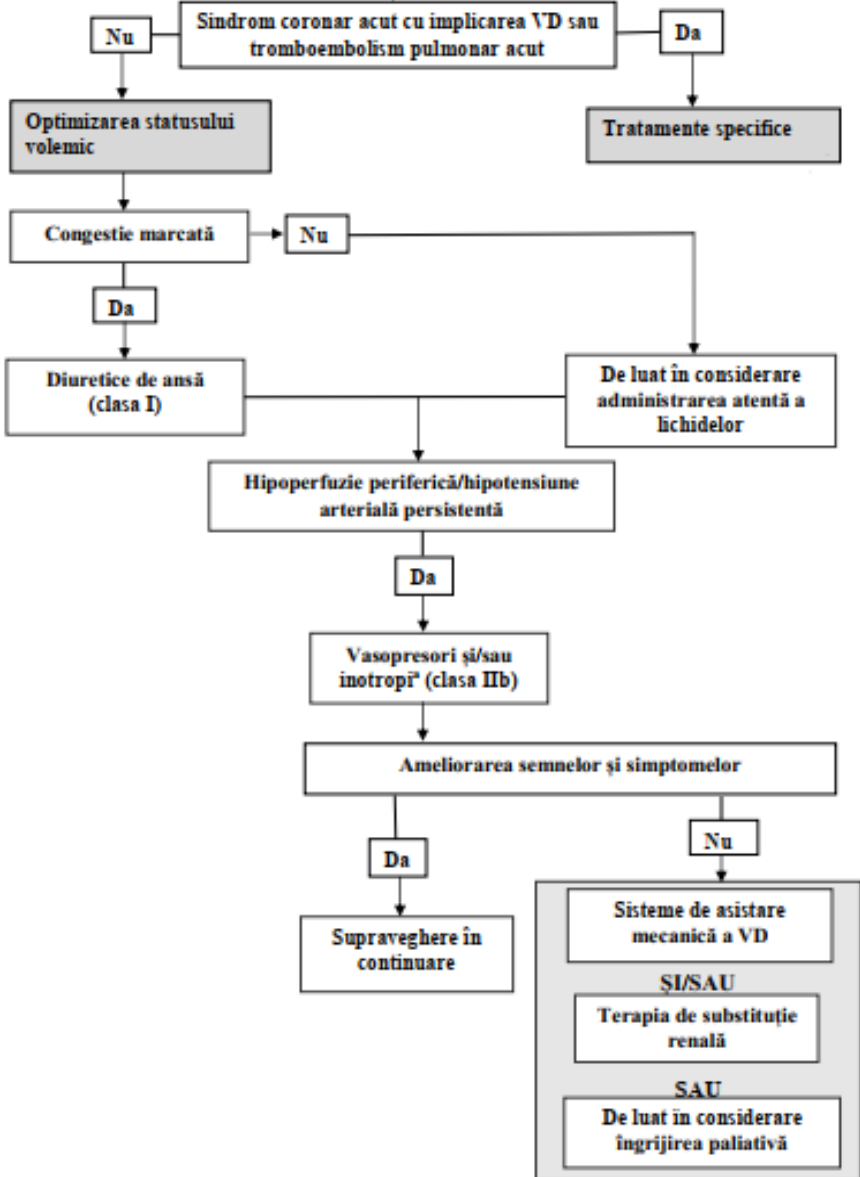 Sindrom coronar acut cu implicarea VD sau
tromboembolism pulmonar acut
Nu
Da
Optimizarea statusului
volemic
Tratamente specifice
Congestie marcată
Nu
Da
Diuretice de ansă
(clasa I)
De luat în considerare
administrarea atentă a
lichidelor
Hipoperfuzie periferică/hipotensiune
arterială persistentă
Da
Vasopresori și/sau
inotropiª (clasa IIb)
Ameliorarea semnelor și simptomelor
Da
Nu
Supraveghere în
continuare
Sisteme de asistare
mecanică a VD
ȘI/SAU
Terapia de substituție
renală
SAU
De luat în considerare
îngrijirea paliativă